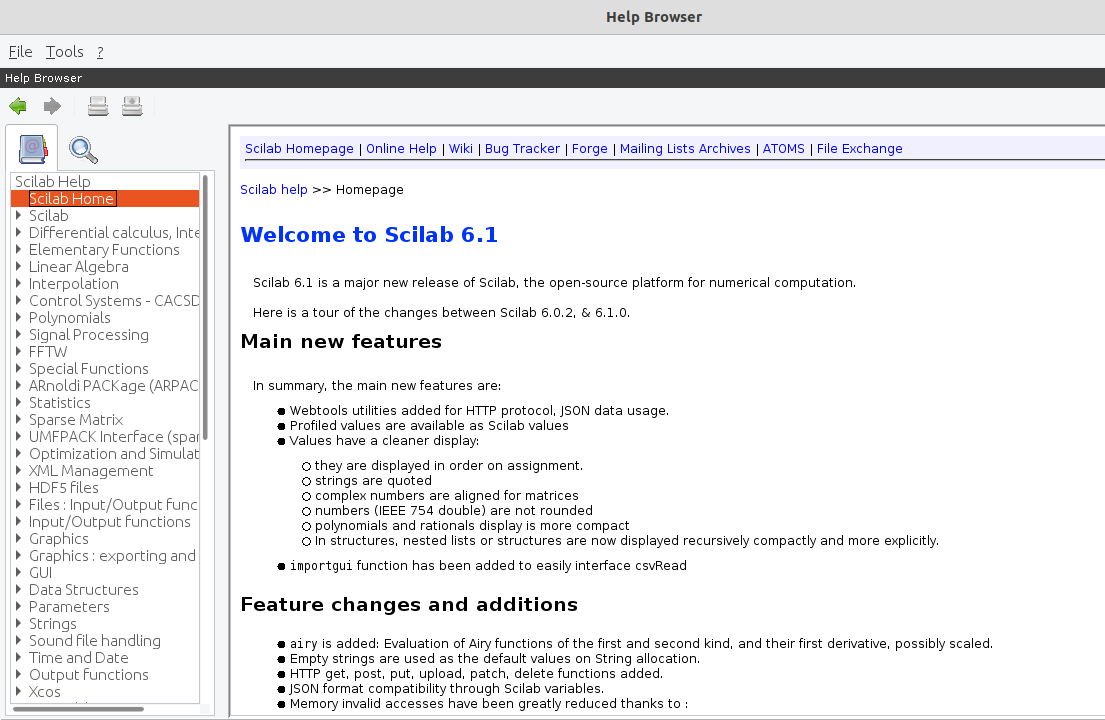 Help Browser
File Tools ?
Help Browser
Scilab Help
Scilab Home
Scilab
Differential calculus, Inte
Elementary Functions
Linear Algebra
Interpolation
Control Systems - CACSD
Polynomials
Signal Processing
FFTW
Special Functions
ARnoldi PACKage (ARPAC
Statistics
Sparse Matrix
UMFPACK Interface (spar
Optimization and Simulat
XML Management
HDF5 files
Files : Input/Output func
Input/Output functions
Graphics
Graphics : exporting and
GUI
Data Structures
Parameters
Strings
Sound file handling
Time and Date
Output functions
Xcos
Scilab Homepage | Online Help | Wiki | Bug Tracker | Forge | Mailing Lists Archives | ATOMS | File Exchange
Scilab help >> Homepage
Welcome to Scilab 6.1
Scilab 6.1 is a major new release of Scilab, the open-source platform for numerical computation.
Here is a tour of the changes between Scilab 6.0.2, & 6.1.0.
Main new features
In summary, the main new features are:
Webtools utilities added for HTTP protocol, JSON data usage.
Profiled values are available as Scilab values
Values have a cleaner display:
they are displayed in order on assignment.
strings are quoted
complex numbers are aligned for matrices
numbers (IEEE 754 double) are not rounded
polynomials and rationals display is more compact
In structures, nested lists or structures are now displayed recursively compactly and more explicitly.
importgui function has been added to easily interface csvRead
Feature changes and additions
airy is added: Evaluation of Airy functions of the first and second kind, and their first derivative, possibly scaled.
Empty strings are used as the default values on String allocation.
HTTP get, post, put, upload, patch, delete functions added.
JSON format compatibility through Scilab variables.
Memory invalid accesses have been greatly reduced thanks to :